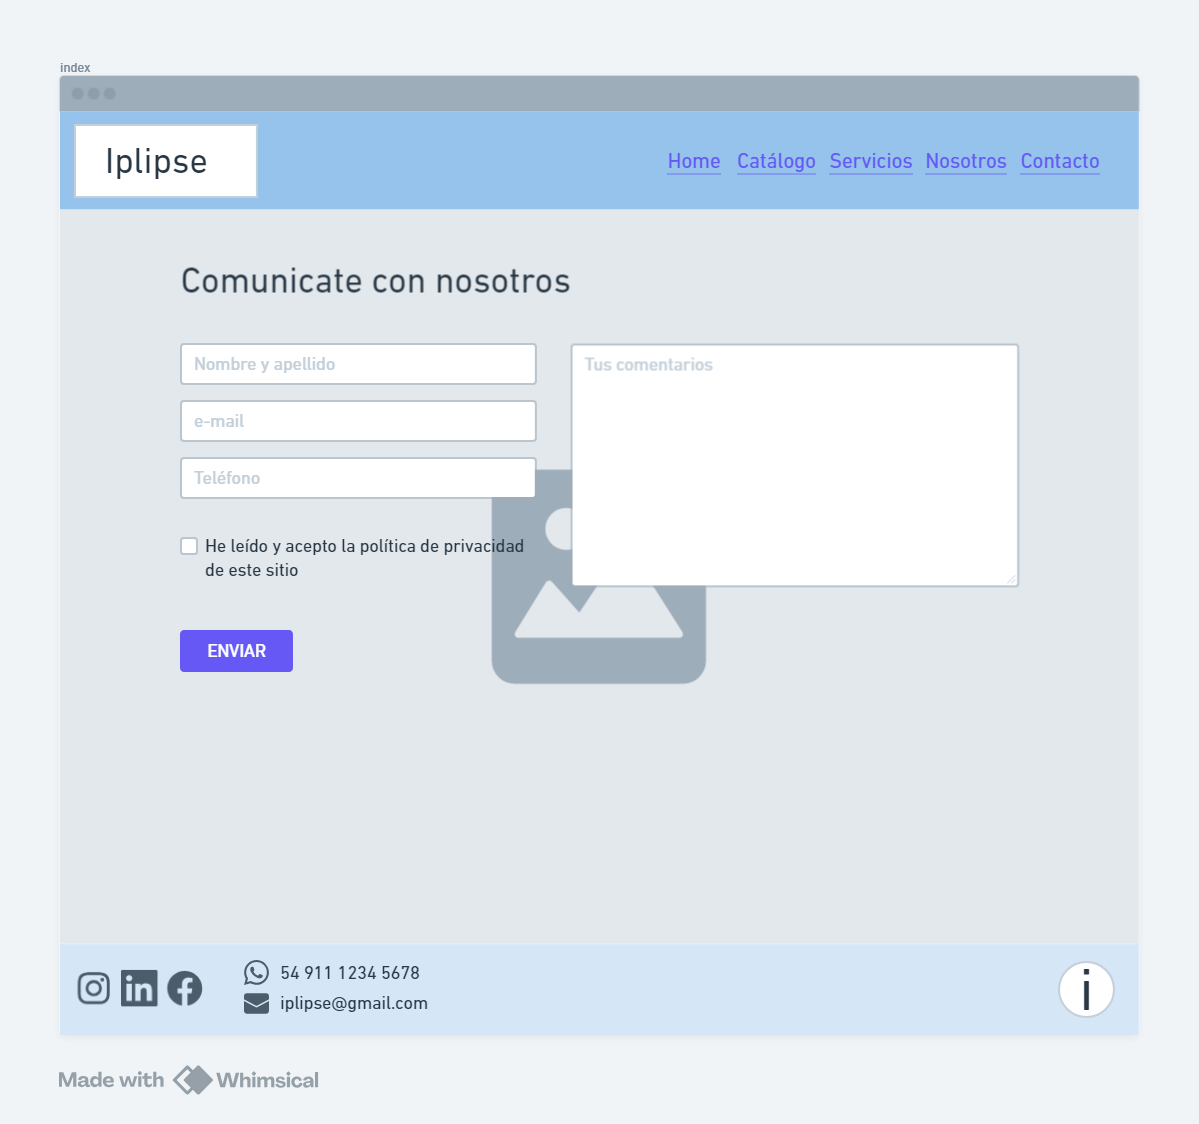 index
Iplipse
Home Catálogo Servicios Nosotros Contacto
Comunicate con nosotros
Nombre y apellido
e-mail
Teléfono
Tus comentarios
He leído y acepto la política de privacidad
de este sitio
ENVIAR
in
54 911 1234 5678
iplipse@gmail.com
i
Made with Whimsical